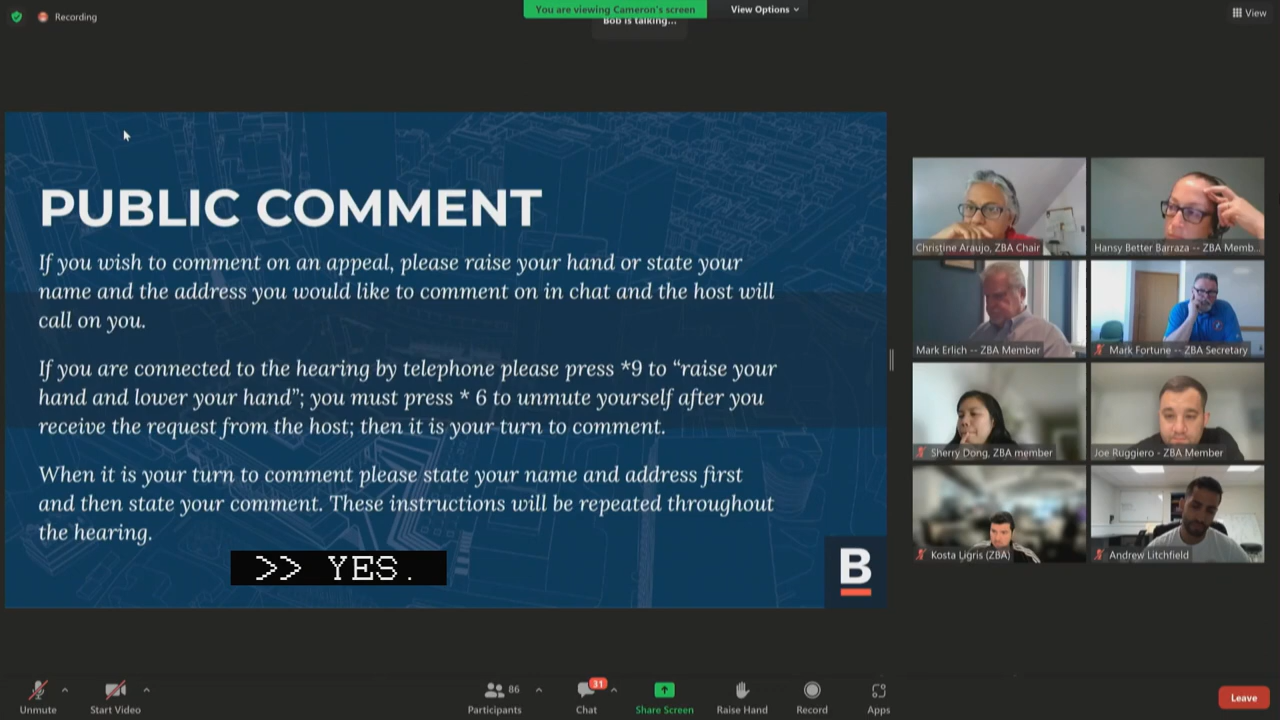 Recording
You are viewing Cameron's screen
View Options
View
Bob is talking...
PUBLIC COMMENT
If you wish to comment on an appeal, please raise your hand or state your
name and the address you would like to comment on in chat and the host will
call on you.
If you are connected to the hearing by telephone please press *9 to “raise your
hand and lower your hand”; you must press * 6 to unmute yourself after you
receive the request from the host; then it is your turn to comment.
When it is your turn to comment please state your name and address first
and then state your comment. These instructions will be repeated throughout
the hearing.
>> YES.
B
Christine Araujo, ZBA Chair
Hansy Better Barraza -- ZBA Memb...
Mark Erlich -- ZBA Member
Mark Fortune -- ZBA Secretary
Sherry Dong, ZBA member
Joe Ruggiero - ZBA Member
Kosta Ligris (ZBA)
Andrew Litchfield
Unmute
Start Video
Participants
86
Chat
31
Share Screen
Raise Hand
Record
Apps
Leave